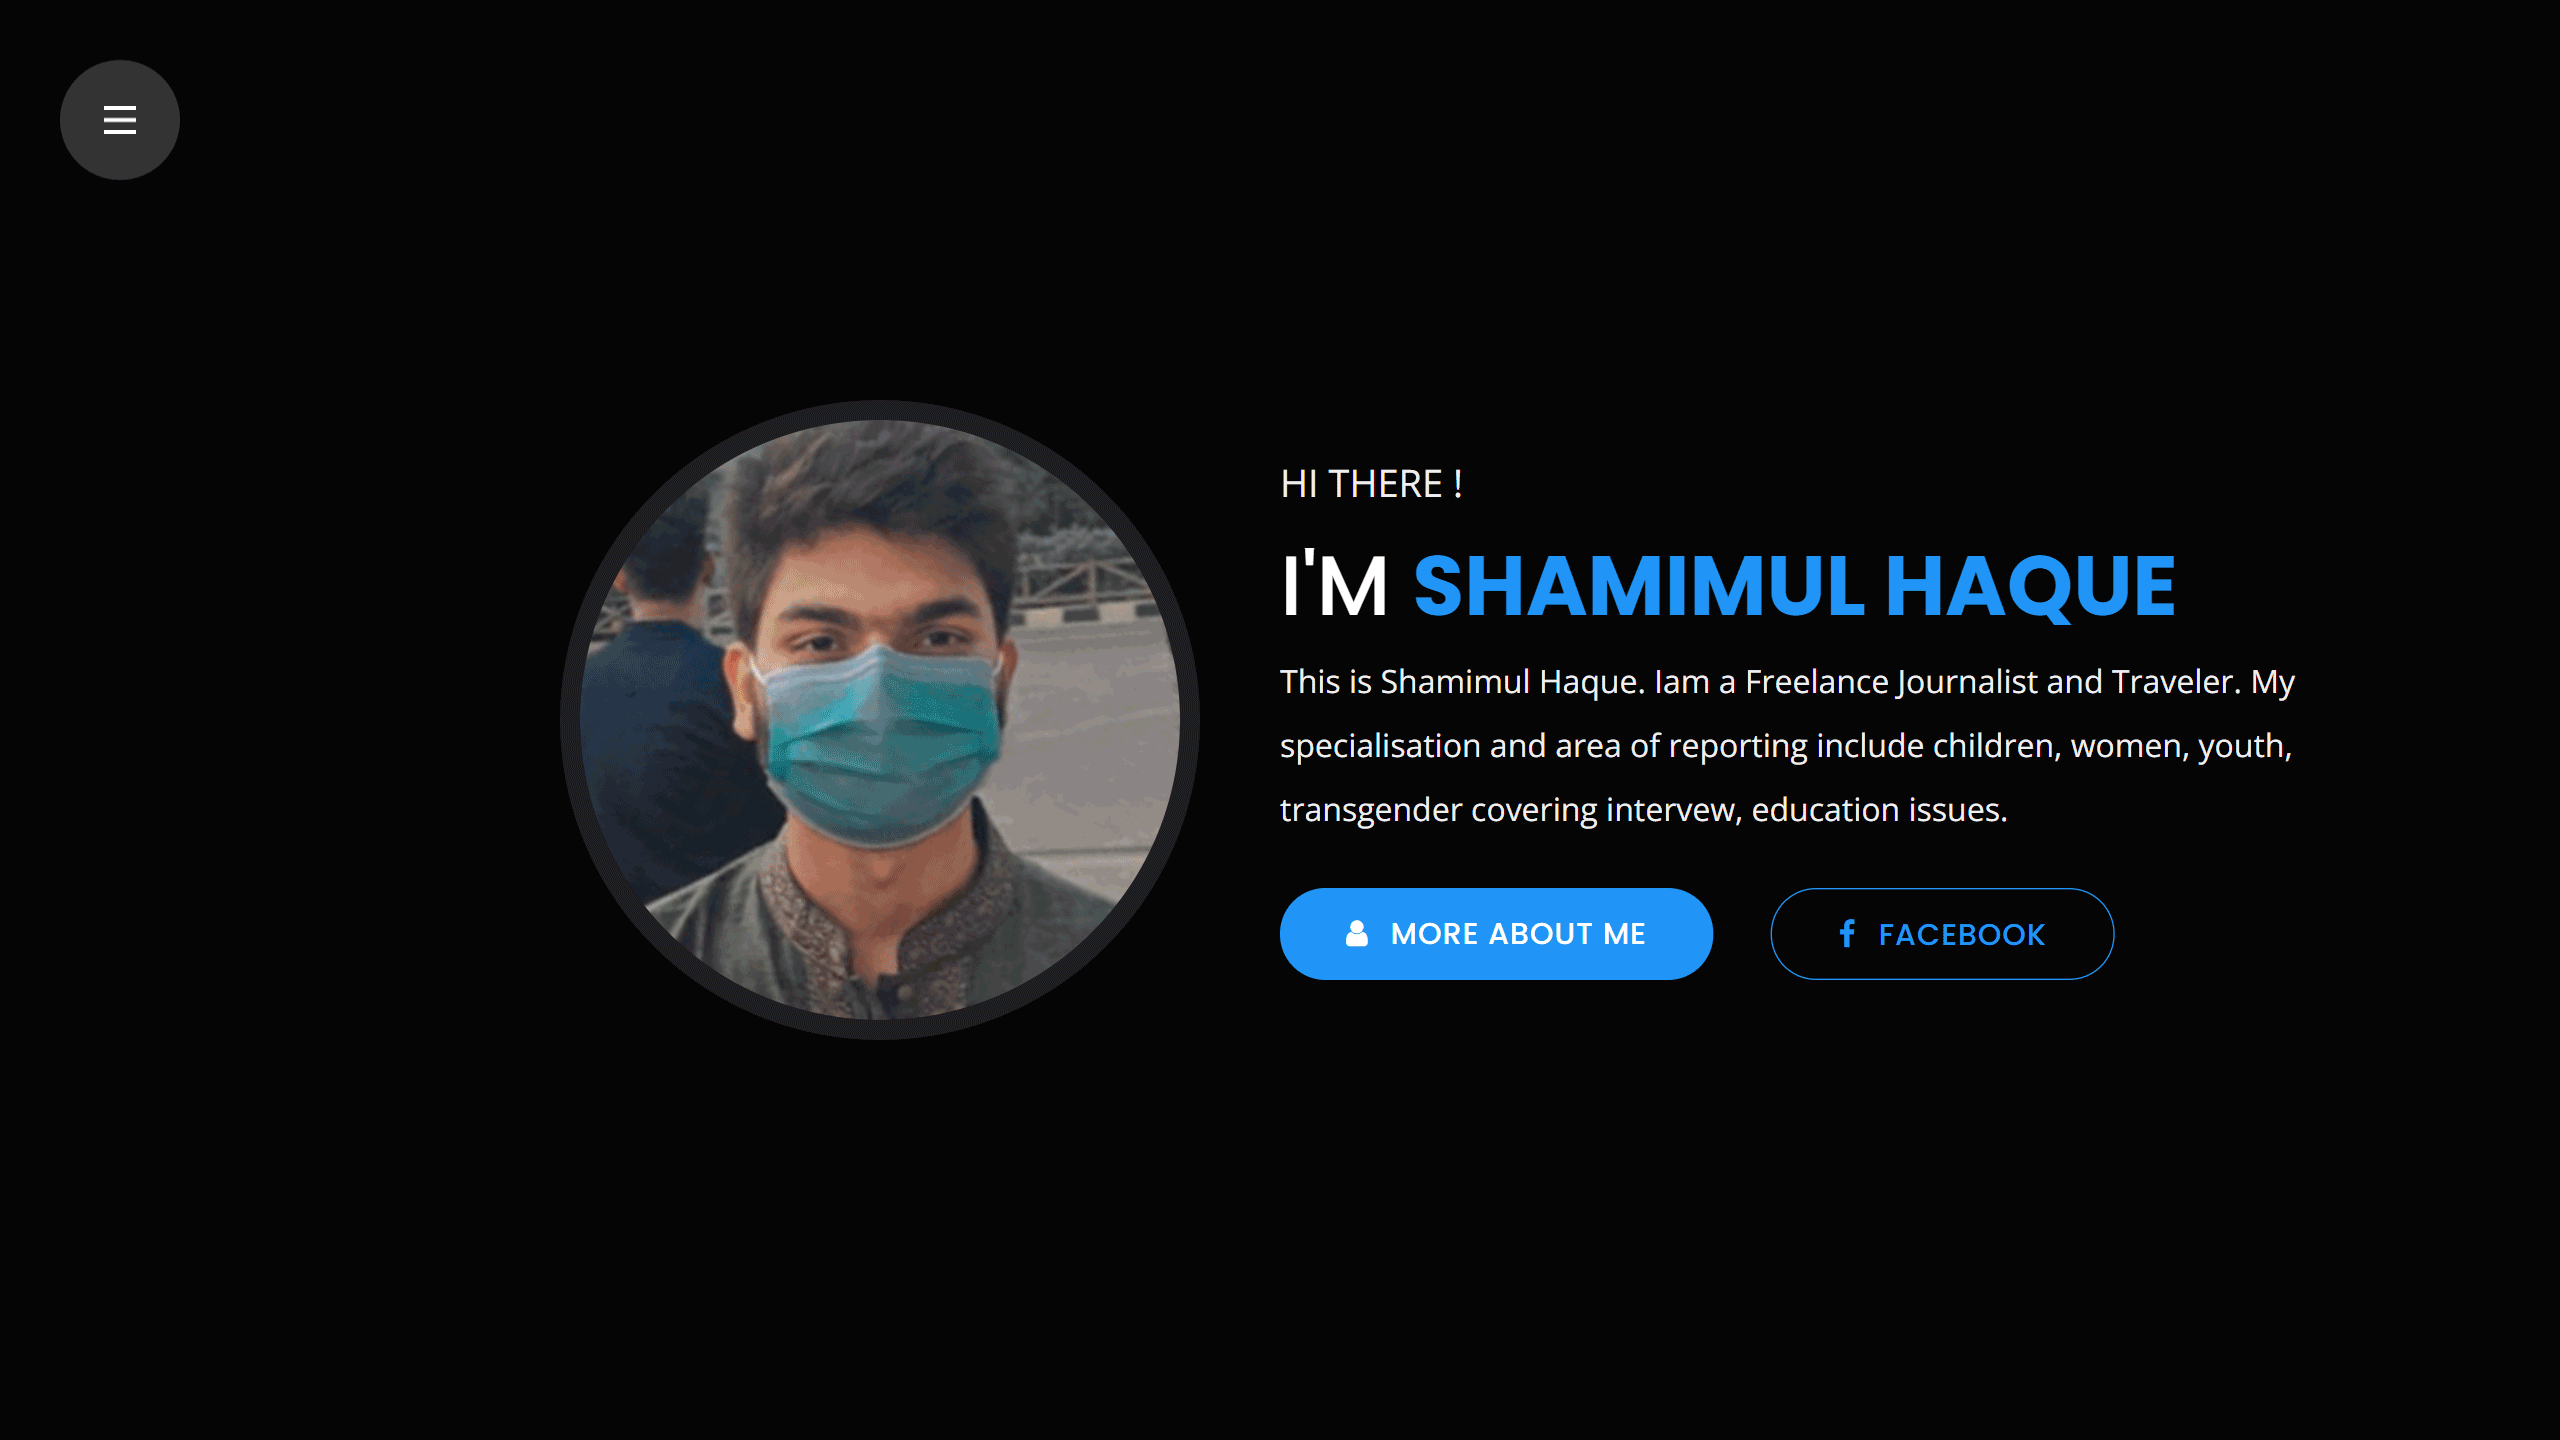 HI THERE !
I'M SHAMIMUL HAQUE
This is Shamimul Haque. Iam a Freelance Journalist and Traveler. My
specialisation and area of reporting include children, women, youth,
transgender covering intervew, education issues.
MORE ABOUT ME
FACEBOOK